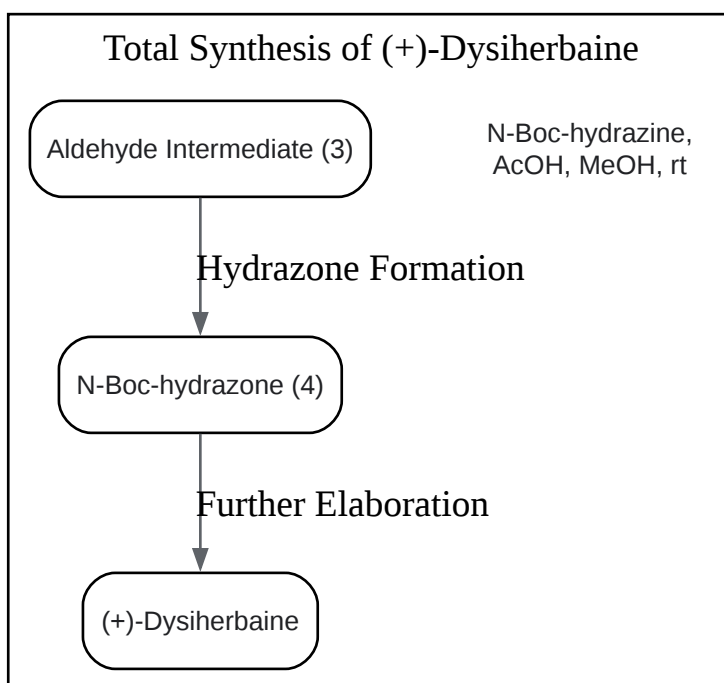 Total Synthesis of (+)-Dysiherbaine
Aldehyde Intermediate (3)
N-Boc-hydrazine,
AcOH, MeOH, rt
Hydrazone Formation
N-Boc-hydrazone (4)
Further Elaboration
(+)-Dysiherbaine